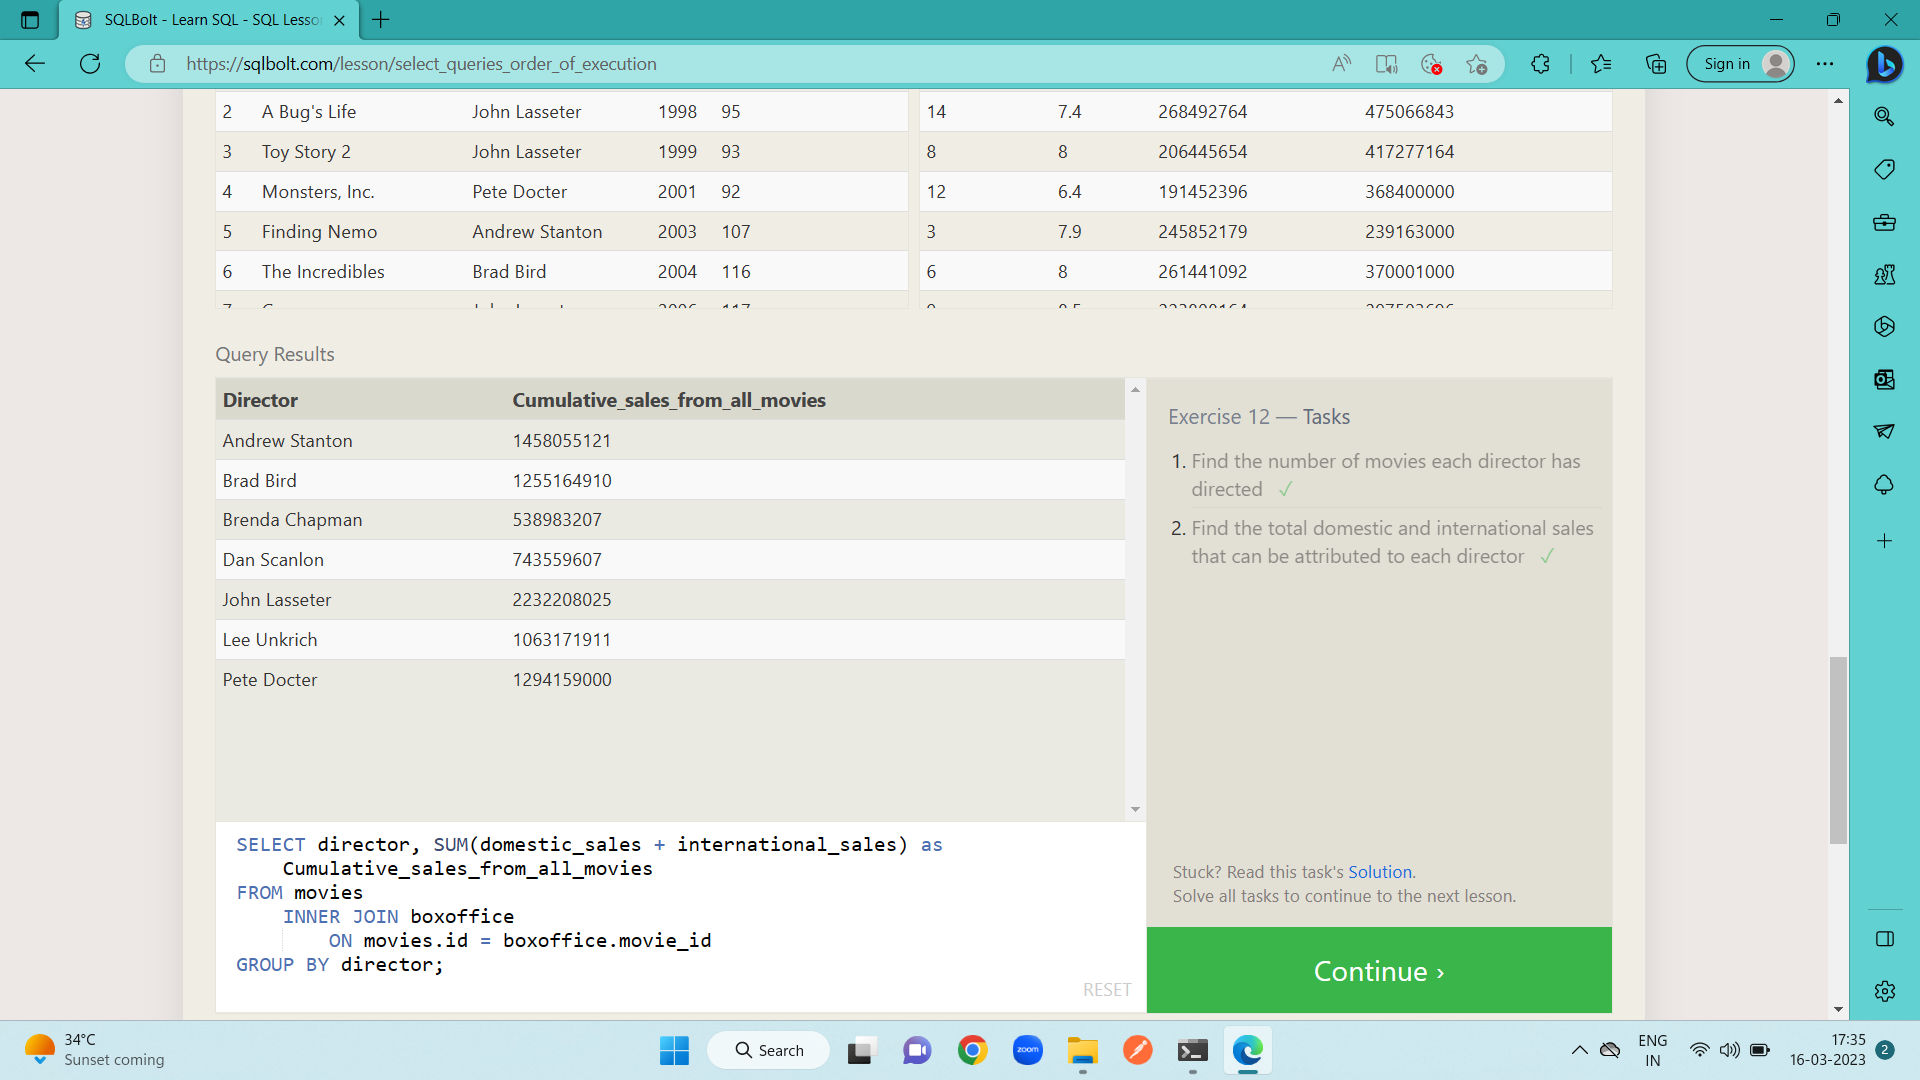 SQLBolt - Learn SQL - SQL Lesso
https://sqlbolt.com/lesson/select_queries_order_of_execution
Sign in
2 A Bug's Life John Lasseter 1998 95 14 7.4 268492764 475066843
3 Toy Story 2 John Lasseter 1999 93 8 8 206445654 417277164
4 Monsters, Inc. Pete Docter 2001 92 12 6.4 191452396 368400000
5 Finding Nemo Andrew Stanton 2003 107 3 7.9 245852179 239163000
6 The Incredibles Brad Bird 2004 116 6 8 261441092 370001000
Query Results
Director Cumulative_sales_from_all_movies
Andrew Stanton 1458055121
Brad Bird 1255164910
Brenda Chapman 538983207
Dan Scanlon 743559607
John Lasseter 2232208025
Lee Unkrich 1063171911
Pete Docter 1294159000
Exercise 12 — Tasks
1. Find the number of movies each director has
directed ✓
2. Find the total domestic and international sales
that can be attributed to each director ✓
SELECT director, SUM(domestic_sales + international_sales) as
Cumulative_sales_from_all_movies
FROM movies
INNER JOIN boxoffice
ON movies.id = boxoffice.movie_id
GROUP BY director;
RESET
Stuck? Read this task's Solution.
Solve all tasks to continue to the next lesson.
Continue ›
34°C
Sunset coming
Search
zoom
ENG
IN
17:35
16-03-2023
2